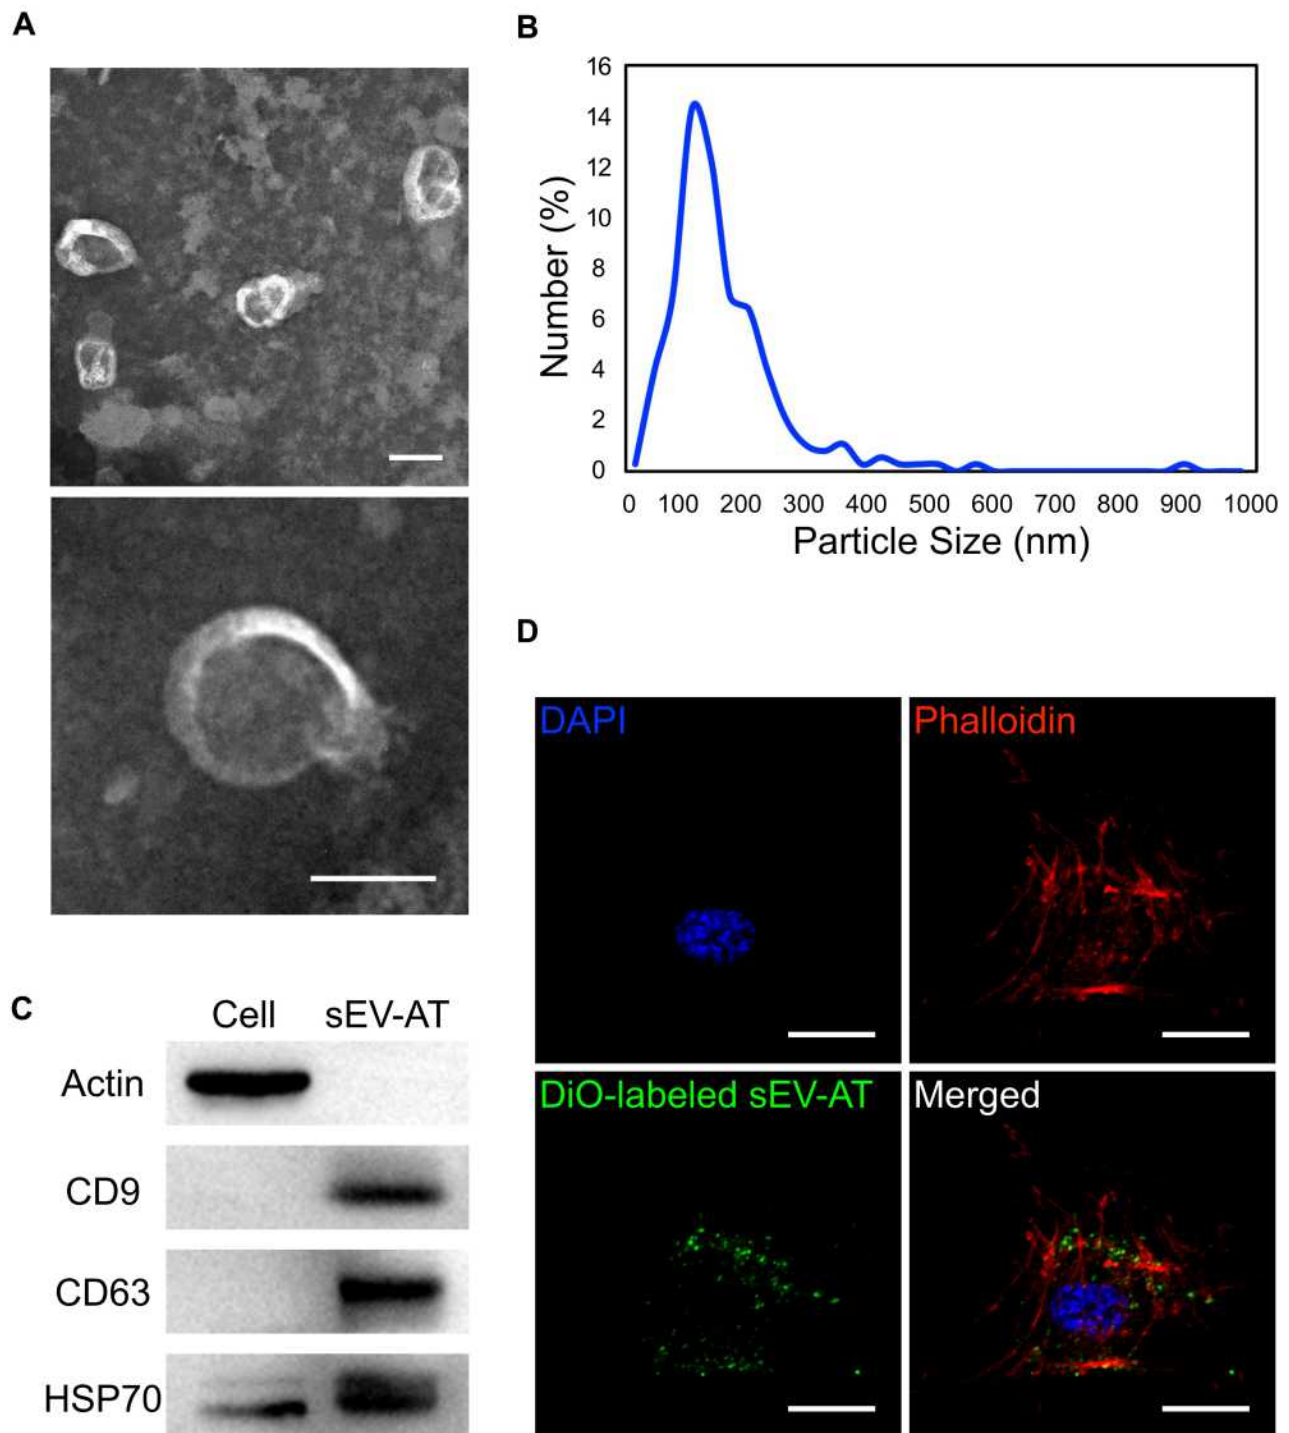 A
B
16
14
12
10
8
6
4
2
0
Number (%)
0 100 200 300 400 500 600 700 800 900 1000
Particle Size (nm)
C
Cell sEV-AT
Actin
CD9
CD63
HSP70
D
DAPI
Phalloidin
DiO-labeled sEV-AT
Merged